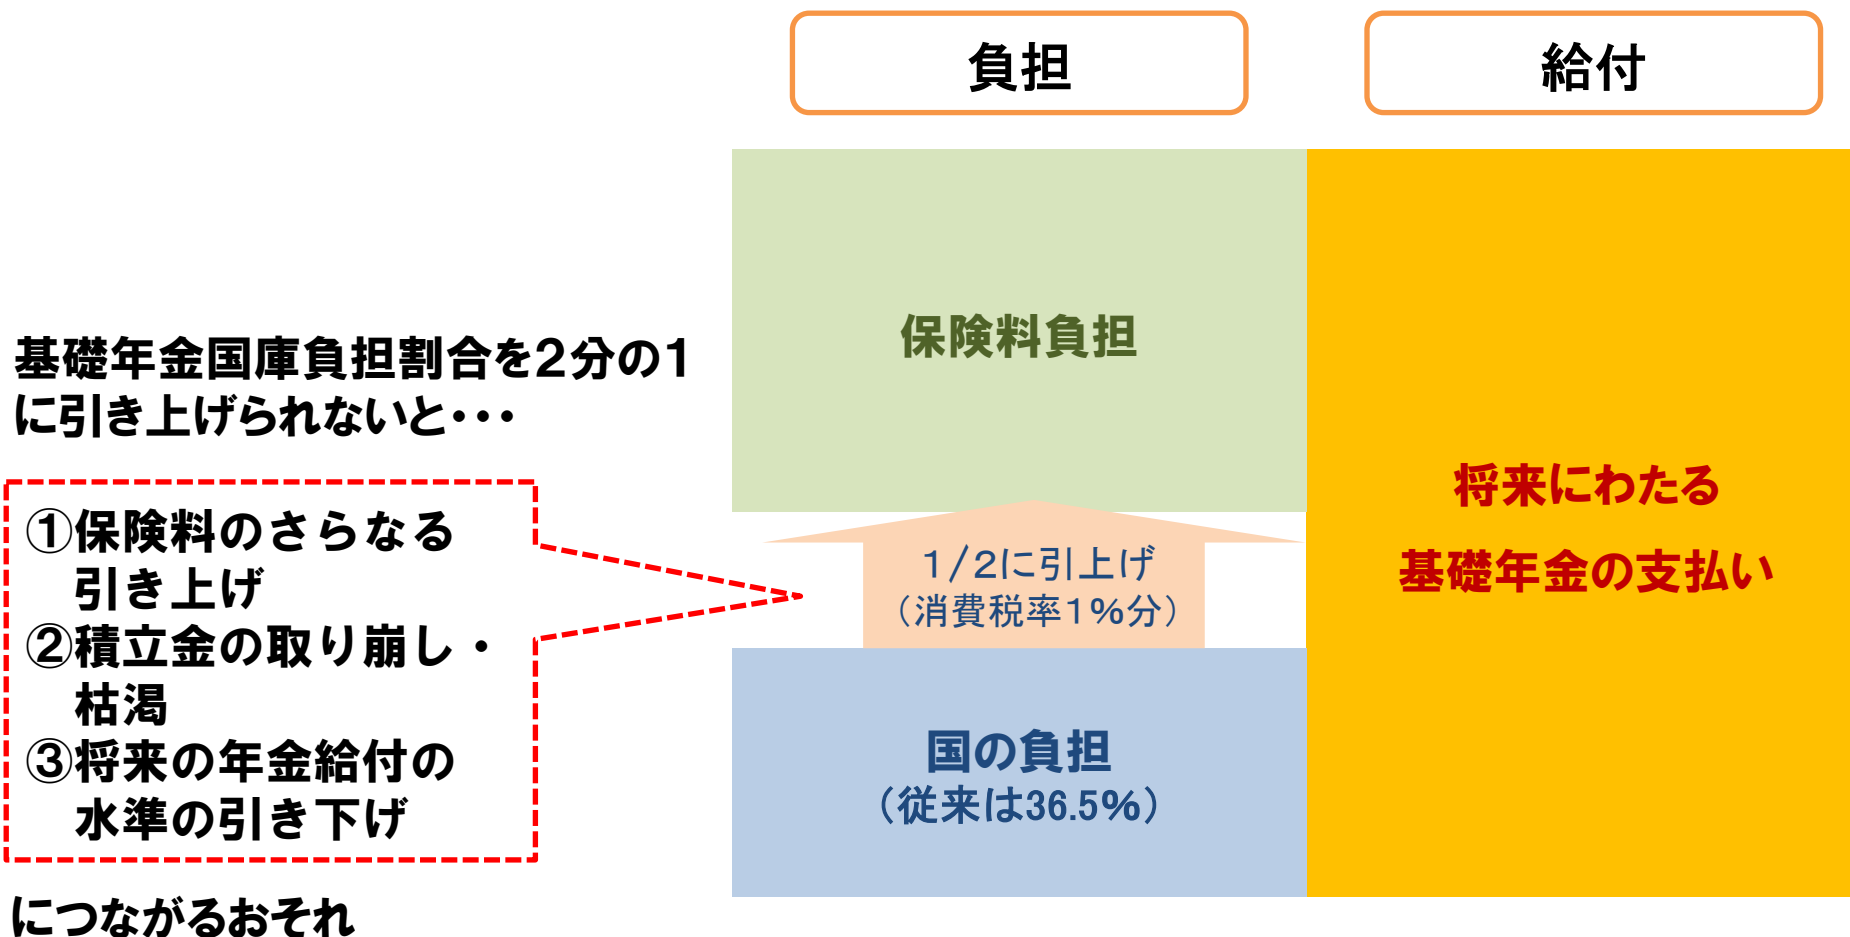 負担
給付
基礎年金国庫負担割合を2分の1
に引き上げられないと・・・
①保険料のさらなる
引き上げ
②積立金の取り崩し・
枯渇
③将来の年金給付の
水準の引き下げ
につながるおそれ
保険料負担
1/2に引上げ
（消費税率1％分）
国の負担
（従来は36.5％）
将来にわたる
基礎年金の支払い